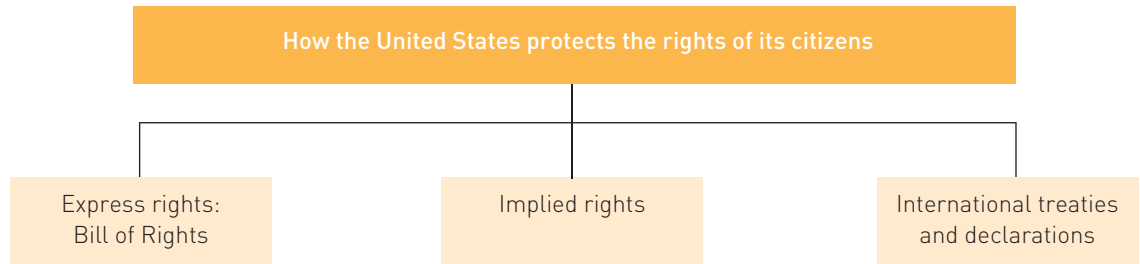 How the United States protects the rights of its citizens
Express rights:
Bill of Rights
Implied rights
International treaties
and declarations